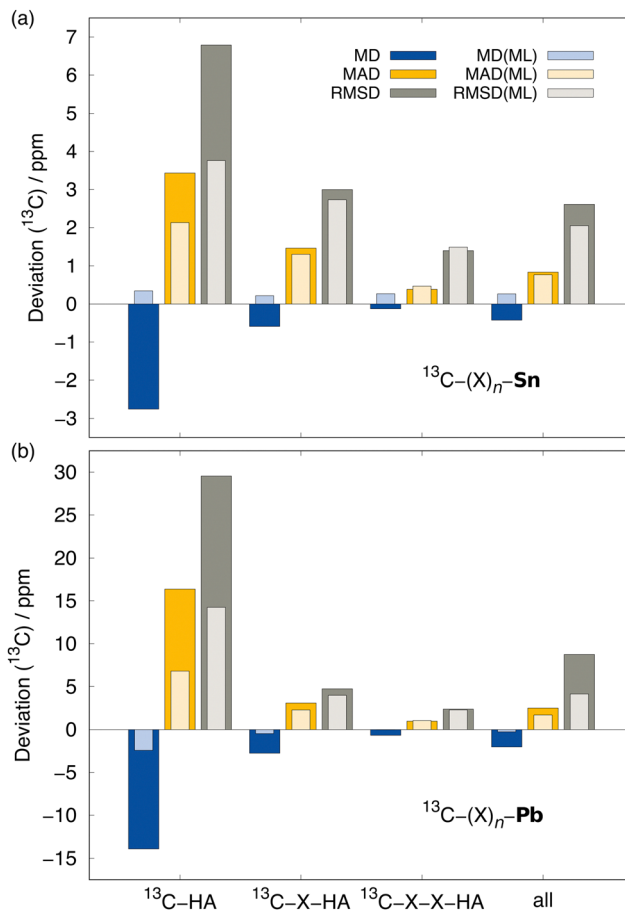 (a)
7
6
5
4
3
2
1
0
−1
−2
−3
Deviation (¹³C) / ppm
MD MD(ML)
MAD MAD(ML)
RMSD RMSD(ML)
¹³C−(X)ₙ−Sn
(b)
30
25
20
15
10
5
0
−5
−10
−15
Deviation (¹³C) / ppm
¹³C−(X)ₙ−Pb
¹³C−HA ¹³C−X−HA ¹³C−X−X−HA all